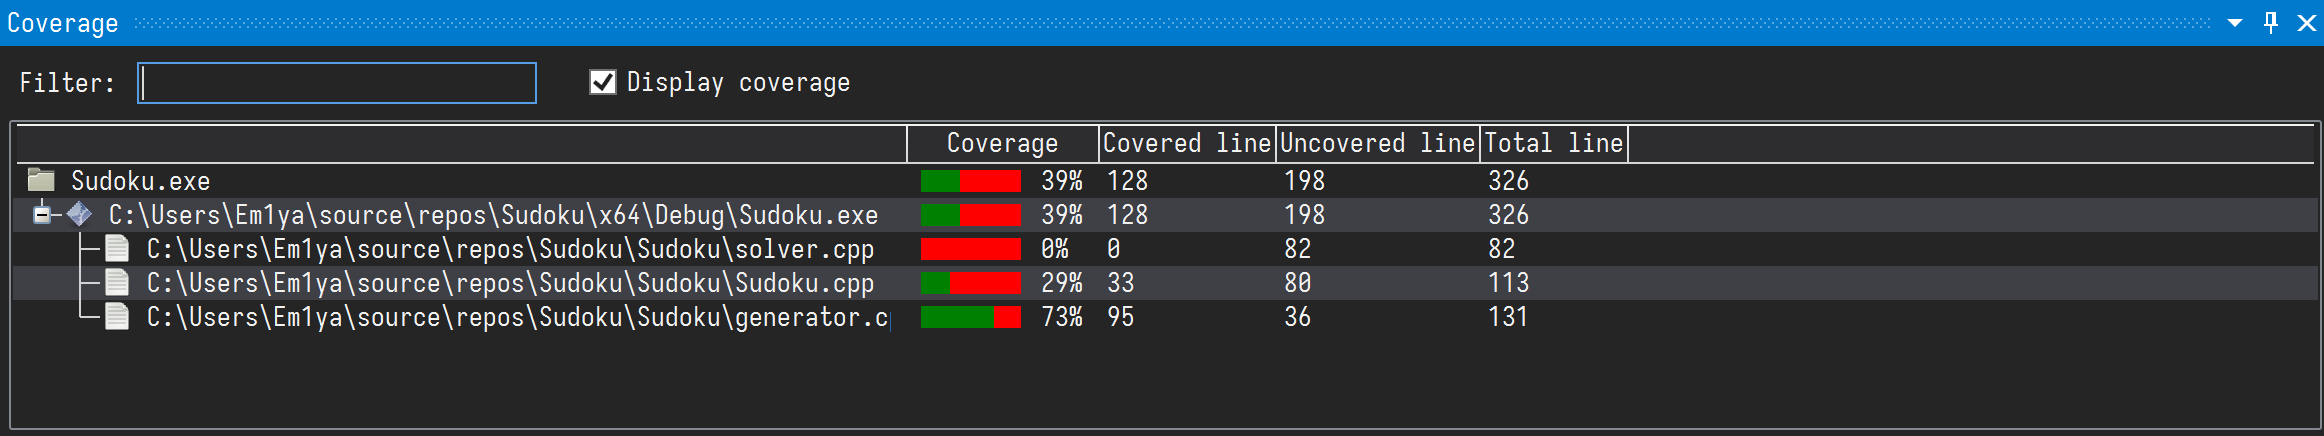 Coverage
Filter: Display coverage
Coverage Covered line Uncovered line Total line
Sudoku.exe 39% 128 198 326
C:\Users\Em1ya\source\repos\Sudoku\x64\Debug\Sudoku.exe 39% 128 198 326
C:\Users\Em1ya\source\repos\Sudoku\Sudoku\solver.cpp 0% 0 82 82
C:\Users\Em1ya\source\repos\Sudoku\Sudoku\Sudoku.cpp 29% 33 80 113
C:\Users\Em1ya\source\repos\Sudoku\Sudoku\generator.cp 73% 95 36 131